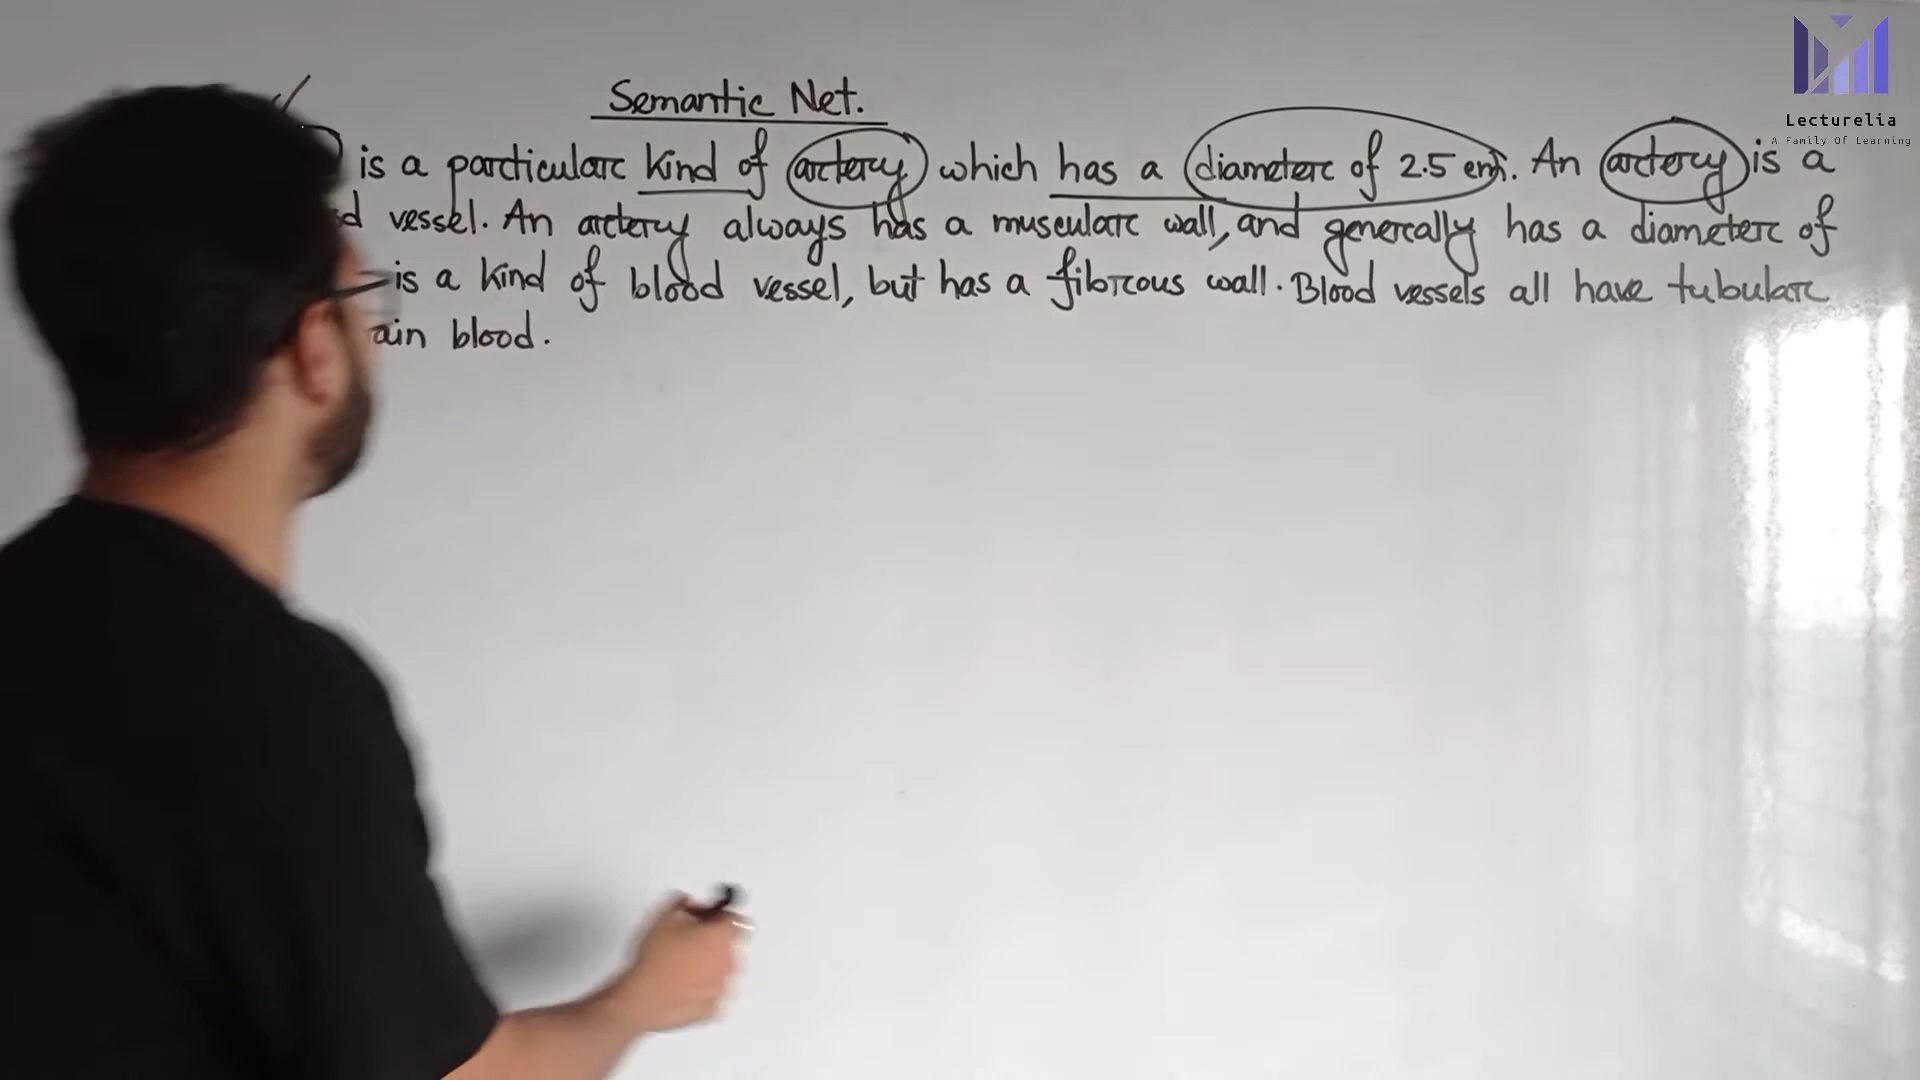 Semantic Net.
is a particular kind of artery which has a diameter of 2.5 cm. An artery is a
vessel. An artery always has a muscular wall, and generally has a diameter of
is a kind of blood vessel, but has a fibrous wall. Blood vessels all have tubular
ain blood.
Lecturelia
A Family Of Learning